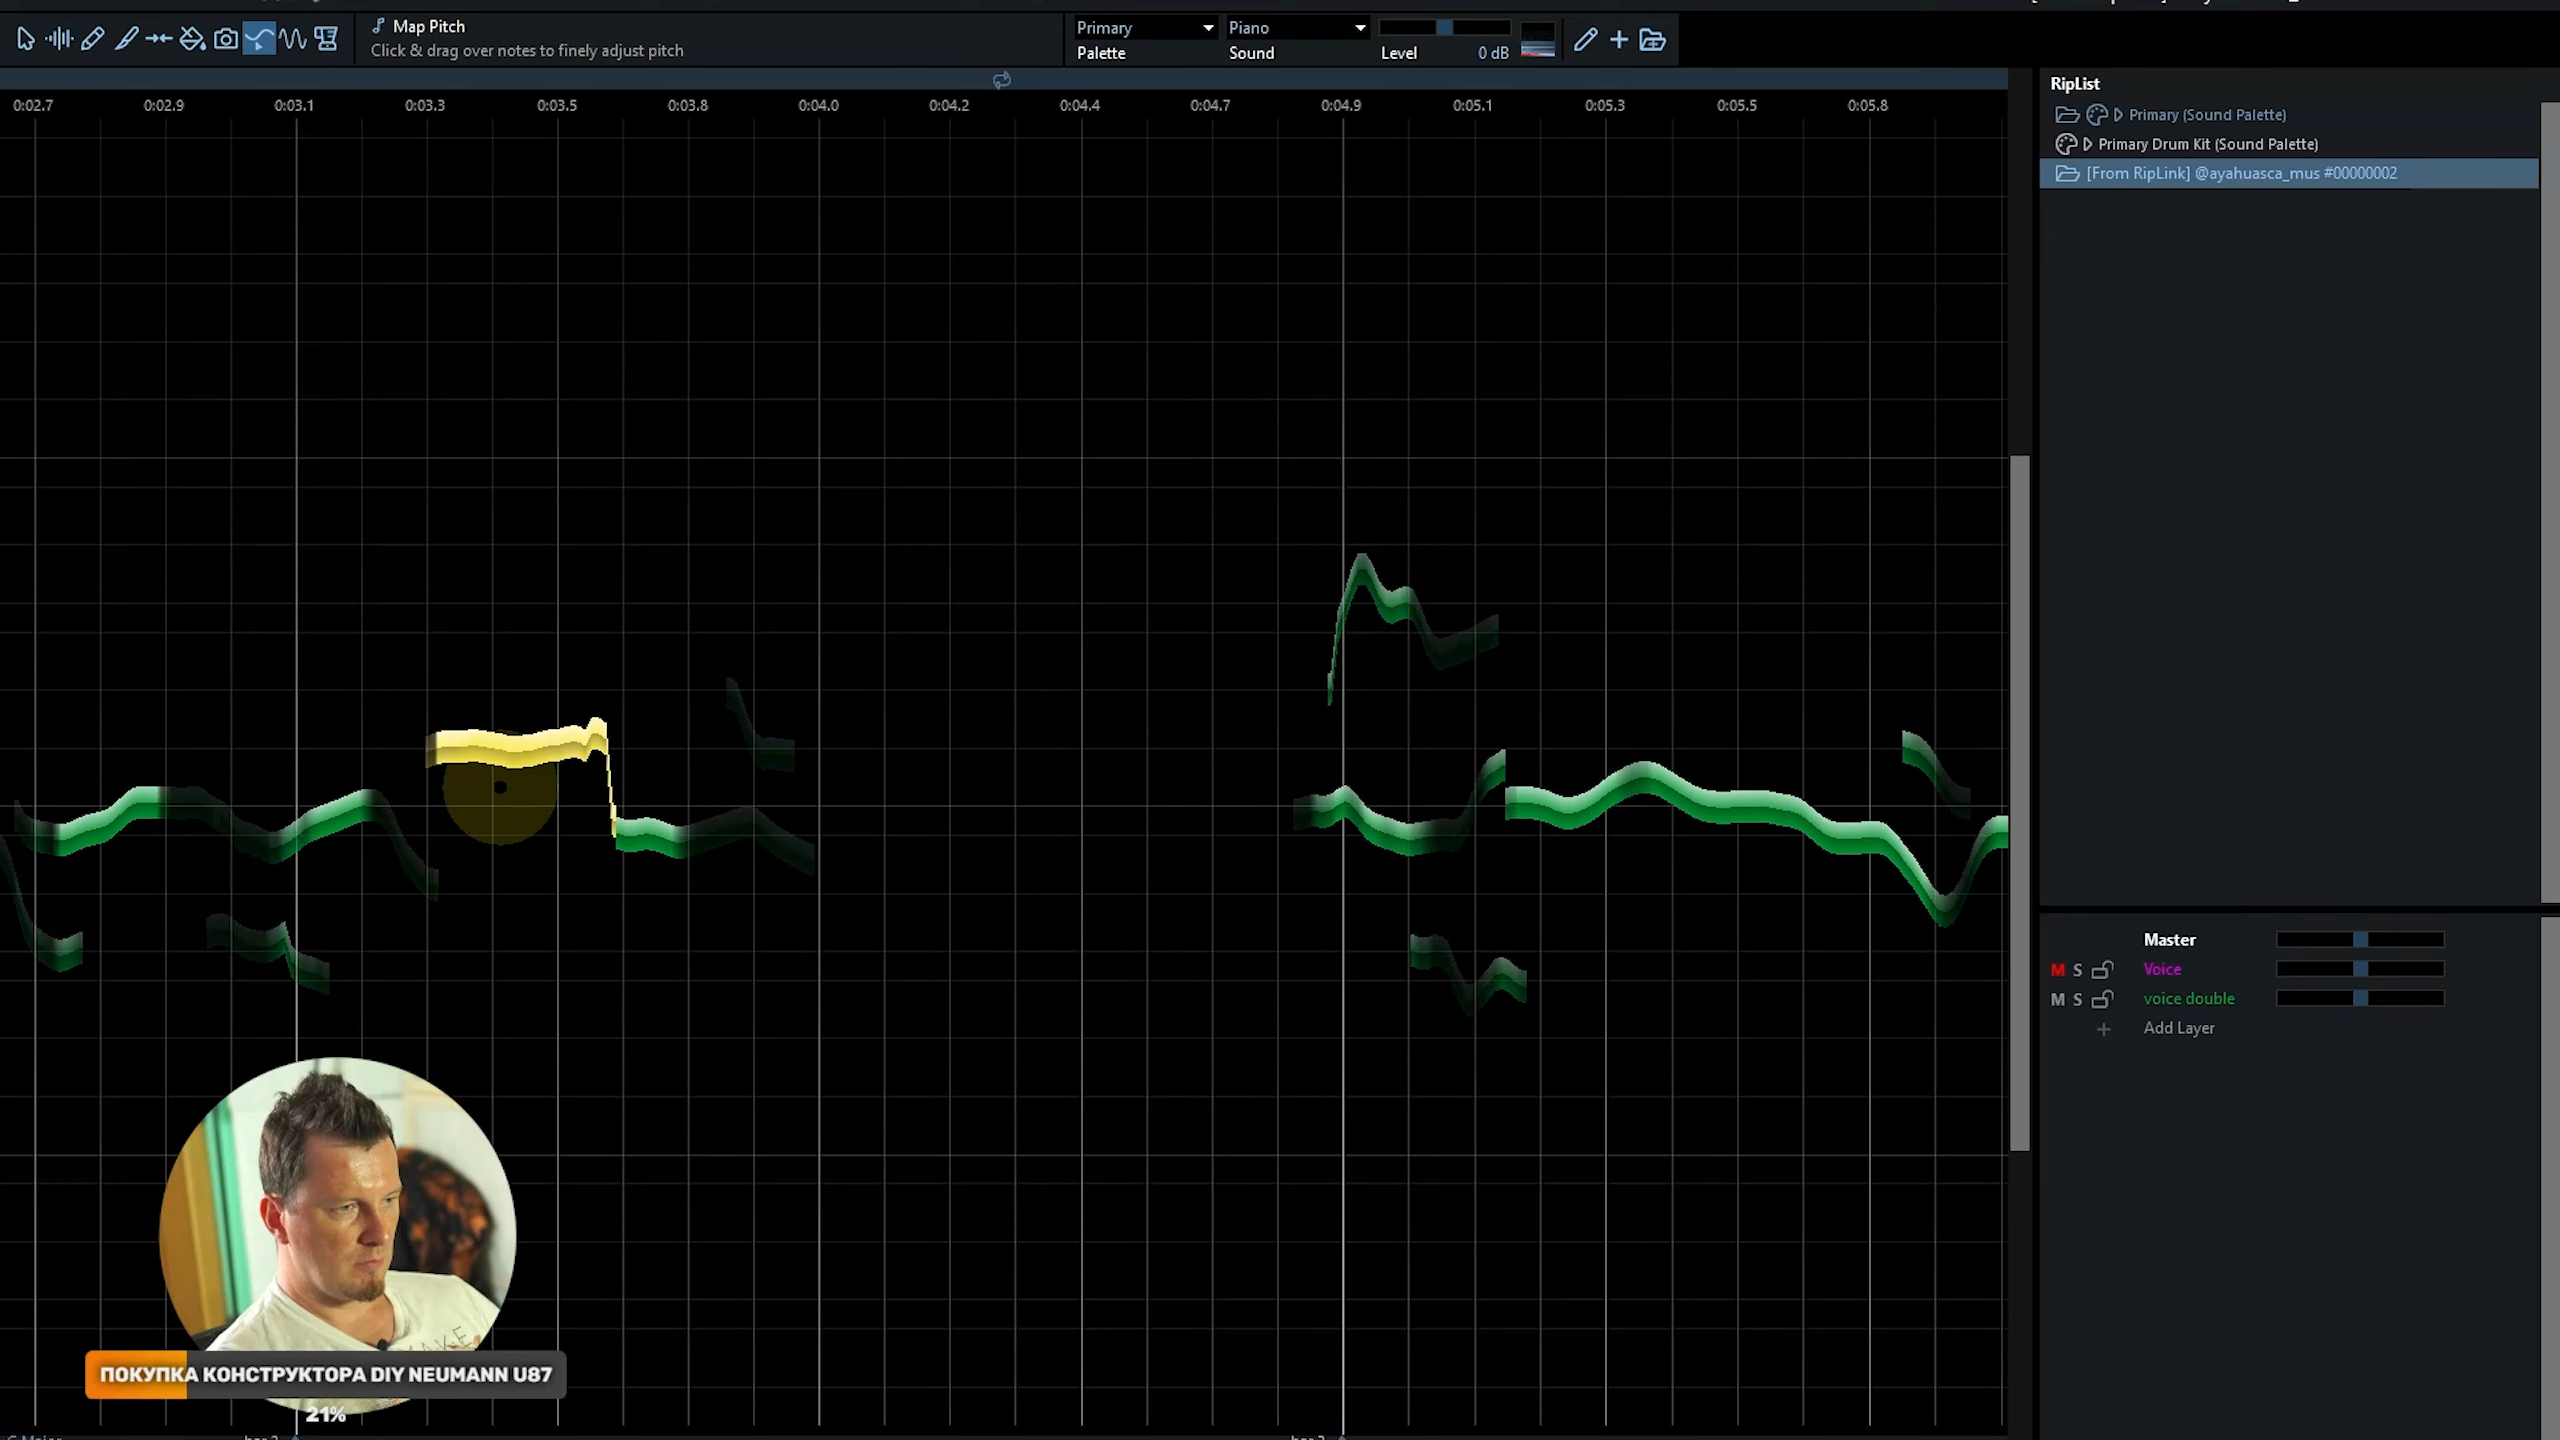 Map Pitch
Click & drag over notes to finely adjust pitch
Primary
Palette
Piano
Sound
Level 0 dB
0:02.7 0:02.9 0:03.1 0:03.3 0:03.5 0:03.8 0:04.0 0:04.2 0:04.4 0:04.7 0:04.9 0:05.1 0:05.3 0:05.5 0:05.8
RipList
Primary (Sound Palette)
Primary Drum Kit (Sound Palette)
[From RipLink] @ayahuasca_mus #00000002
Master
M S Voice
M S voice double
+ Add Layer
ПОКУПКА КОНСТРУКТОРА DIY NEUMANN U87
21%